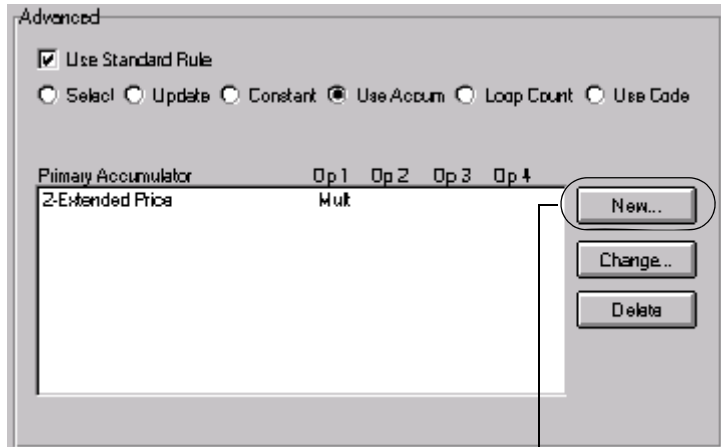 Advanced
Use Standard Rule
Select Update Constant Use Accum Loop Count Use Code
Primary Accumulator Op 1 Op 2 Op 3 Op 4
2-Extended Price Mult
New...
Change...
Delete